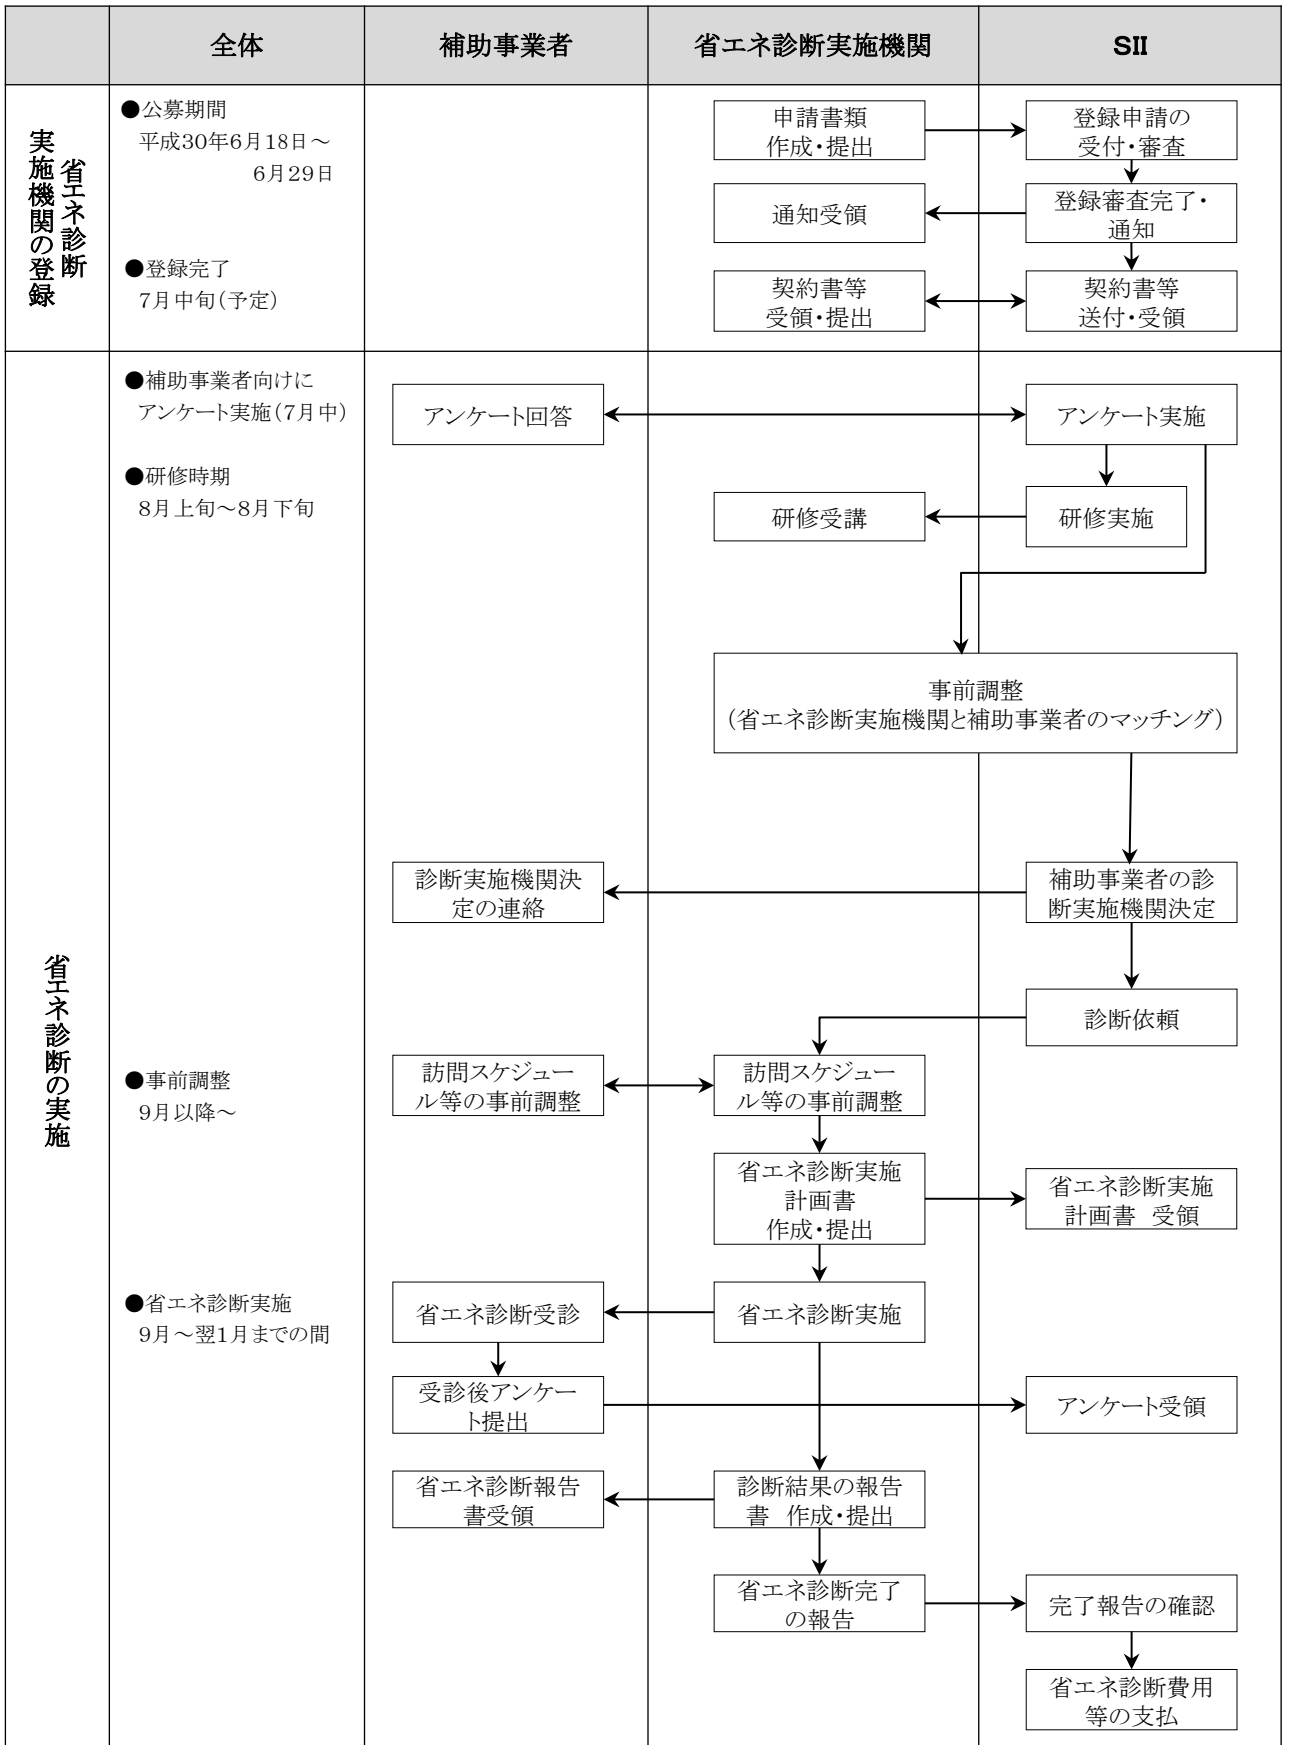 全体
補助事業者
省エネ診断実施機関
SII
省エネ診断
実施機関の登録
●公募期間
平成30年6月18日～
6月29日
申請書類
作成・提出
登録申請の
受付・審査
通知受領
登録審査完了・
通知
●登録完了
7月中旬(予定)
契約書等
受領・提出
契約書等
送付・受領
省エネ診断の実施
●補助事業者向けに
アンケート実施(7月中)
アンケート回答
アンケート実施
●研修時期
8月上旬～8月下旬
研修受講
研修実施
事前調整
(省エネ診断実施機関と補助事業者のマッチング)
診断実施機関決
定の連絡
補助事業者の診
断実施機関決定
診断依頼
●事前調整
9月以降～
訪問スケジュー
ル等の事前調整
訪問スケジュー
ル等の事前調整
省エネ診断実施
計画書
作成・提出
省エネ診断実施
計画書　受領
●省エネ診断実施
9月～翌1月までの間
省エネ診断受診
省エネ診断実施
受診後アンケー
ト提出
アンケート受領
省エネ診断報告
書受領
診断結果の報告
書　作成・提出
省エネ診断完了
の報告
完了報告の確認
省エネ診断費用
等の支払